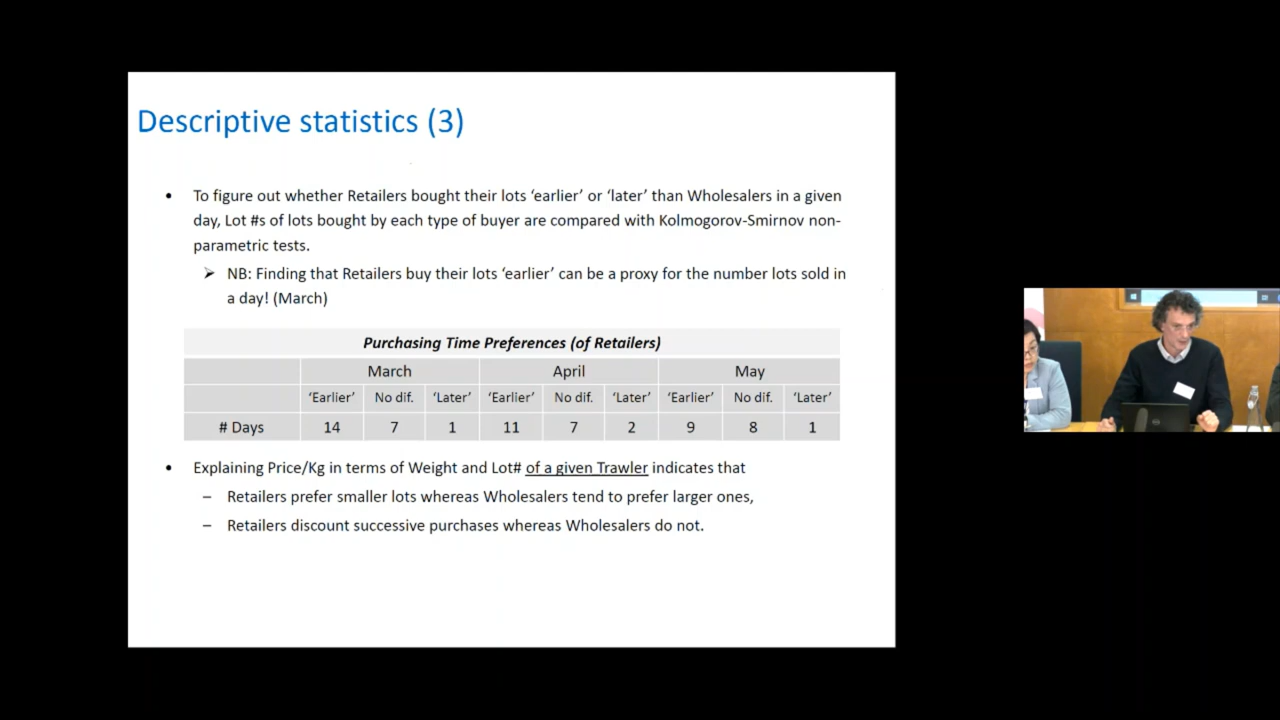 Descriptive statistics (3)
• To figure out whether Retailers bought their lots ‘earlier’ or ‘later’ than Wholesalers in a given
day, Lot #s of lots bought by each type of buyer are compared with Kolmogorov-Smirnov non-
parametric tests.
➢ NB: Finding that Retailers buy their lots ‘earlier’ can be a proxy for the number lots sold in
a day! (March)
Purchasing Time Preferences (of Retailers)
March April May
‘Earlier’ No dif. ‘Later’ ‘Earlier’ No dif. ‘Later’ ‘Earlier’ No dif. ‘Later’
# Days 14 7 1 11 7 2 9 8 1
• Explaining Price/Kg in terms of Weight and Lot# of a given Trawler indicates that
– Retailers prefer smaller lots whereas Wholesalers tend to prefer larger ones,
– Retailers discount successive purchases whereas Wholesalers do not.